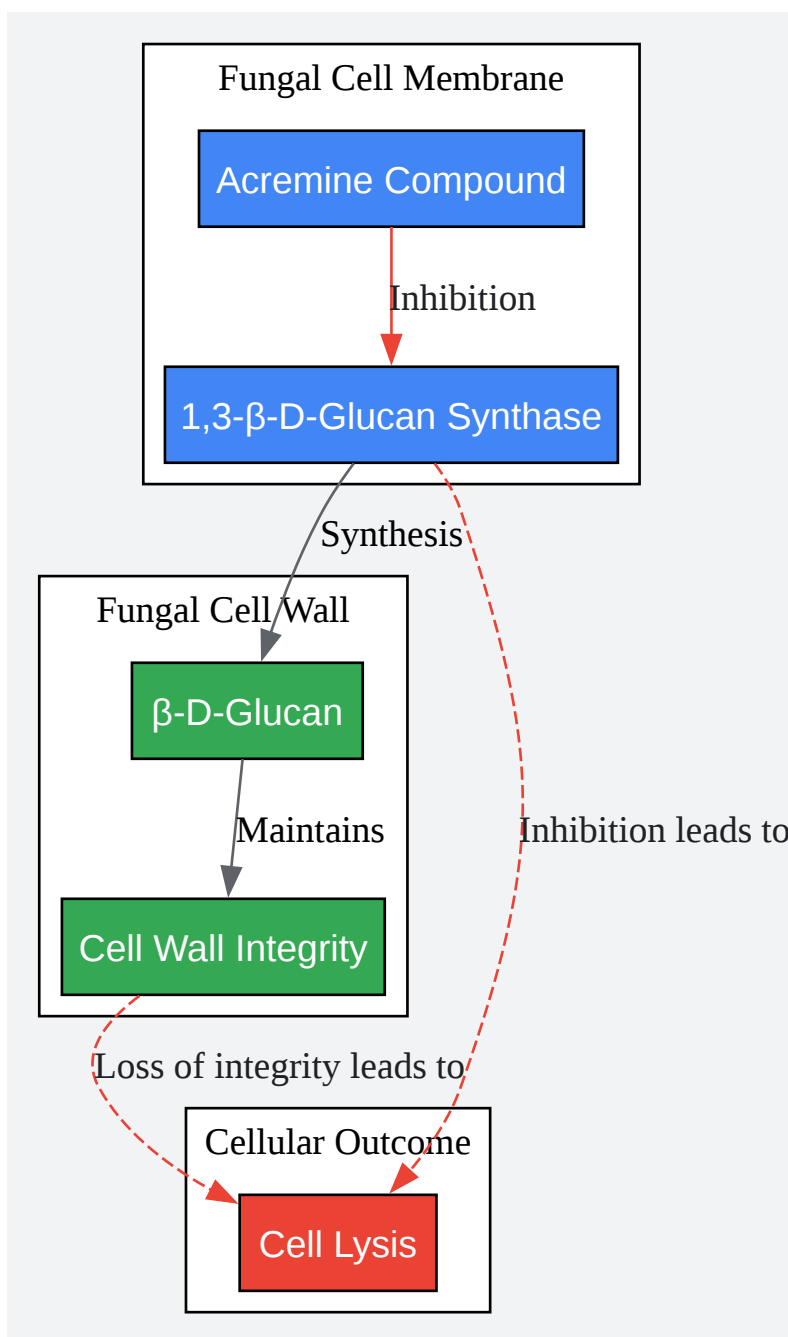 Fungal Cell Membrane
Acremine Compound
Inhibition
1,3-β-D-Glucan Synthase
Synthesis
Fungal Cell Wall
β-D-Glucan
Maintains
Inhibition leads to
Cell Wall Integrity
Loss of integrity leads to
Cellular Outcome
Cell Lysis